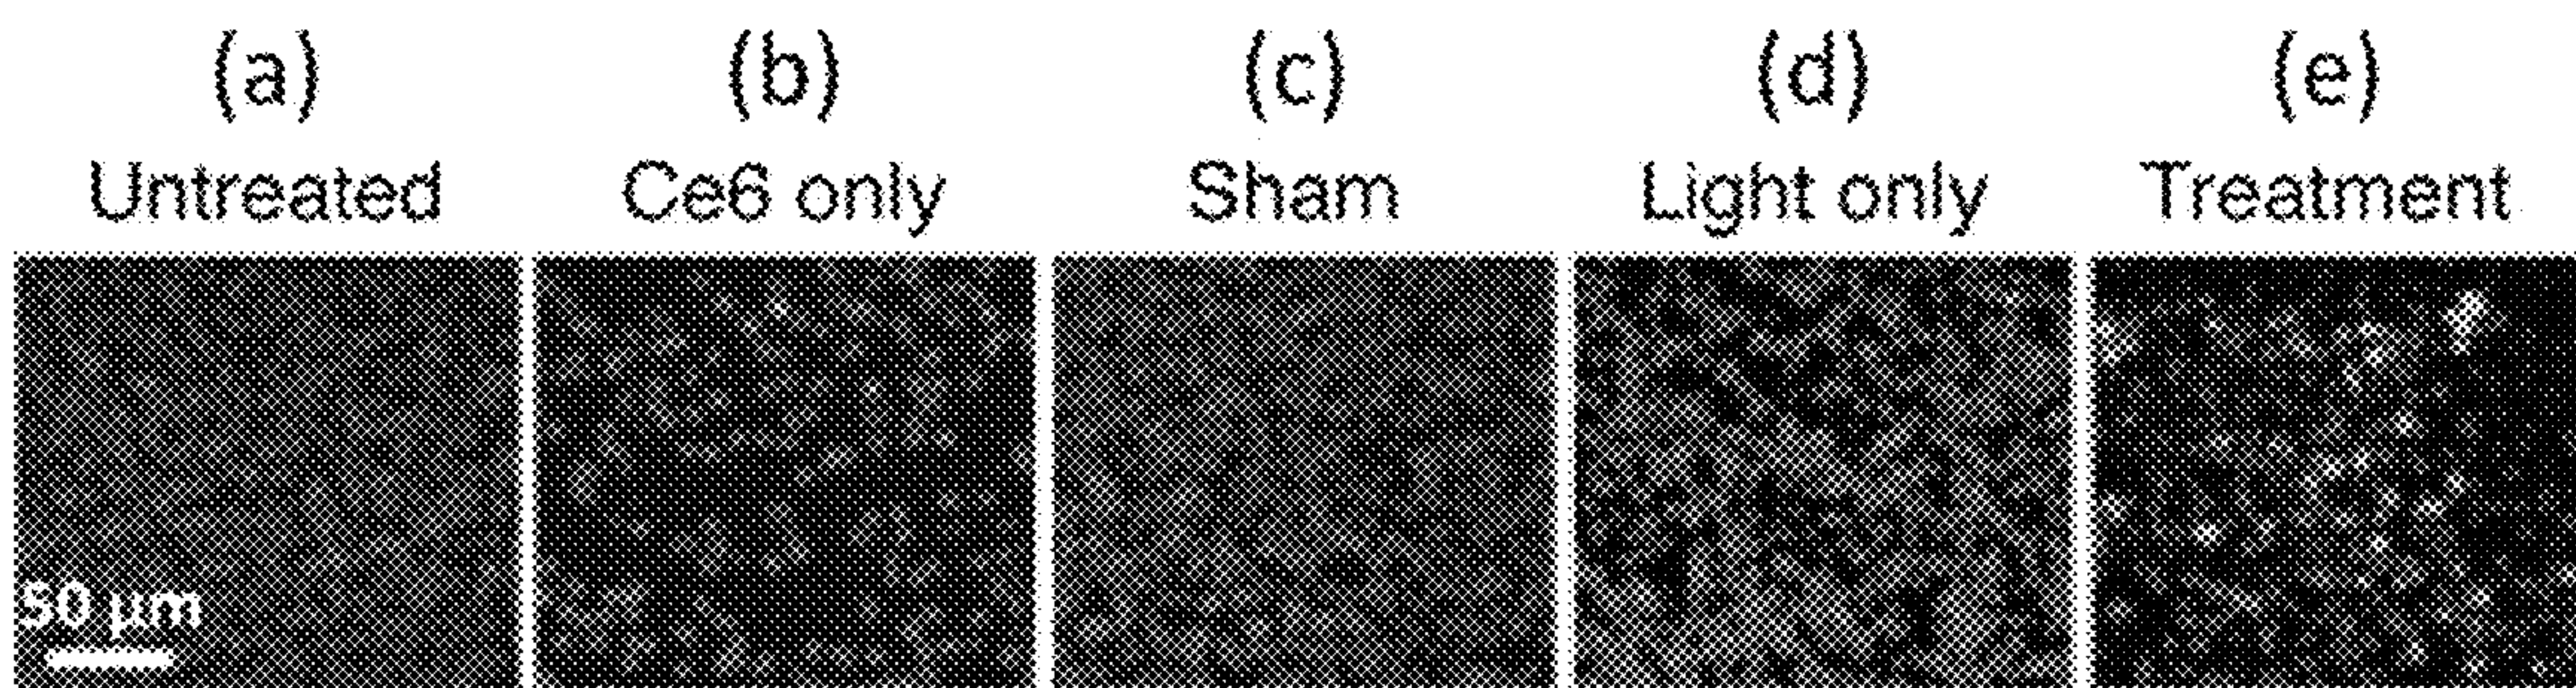 (a) (b) (c) (d) (e)
Untreated Ce6 only Sham Light only Treatment
50 µm